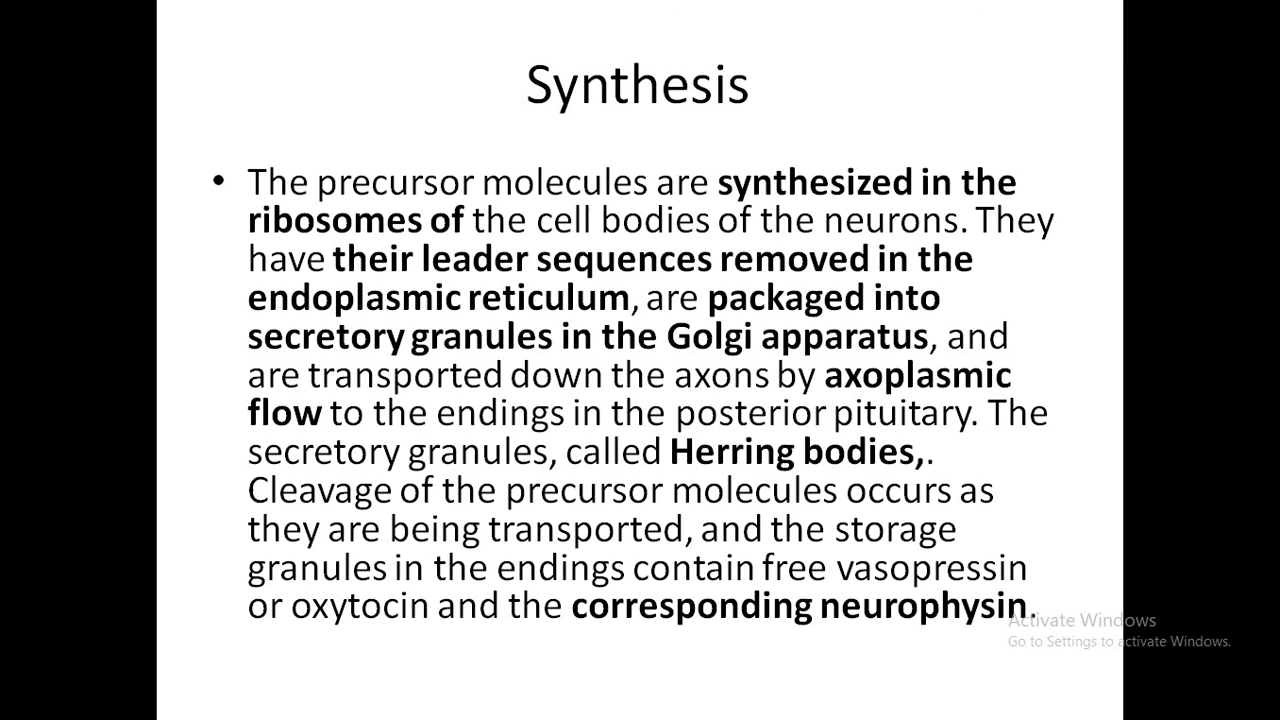 Synthesis
• The precursor molecules are synthesized in the
ribosomes of the cell bodies of the neurons. They
have their leader sequences removed in the
endoplasmic reticulum, are packaged into
secretory granules in the Golgi apparatus, and
are transported down the axons by axoplasmic
flow to the endings in the posterior pituitary. The
secretory granules, called Herring bodies,.
Cleavage of the precursor molecules occurs as
they are being transported, and the storage
granules in the endings contain free vasopressin
or oxytocin and the corresponding neurophysin.
Activate Windows
Go to Settings to activate Windows.